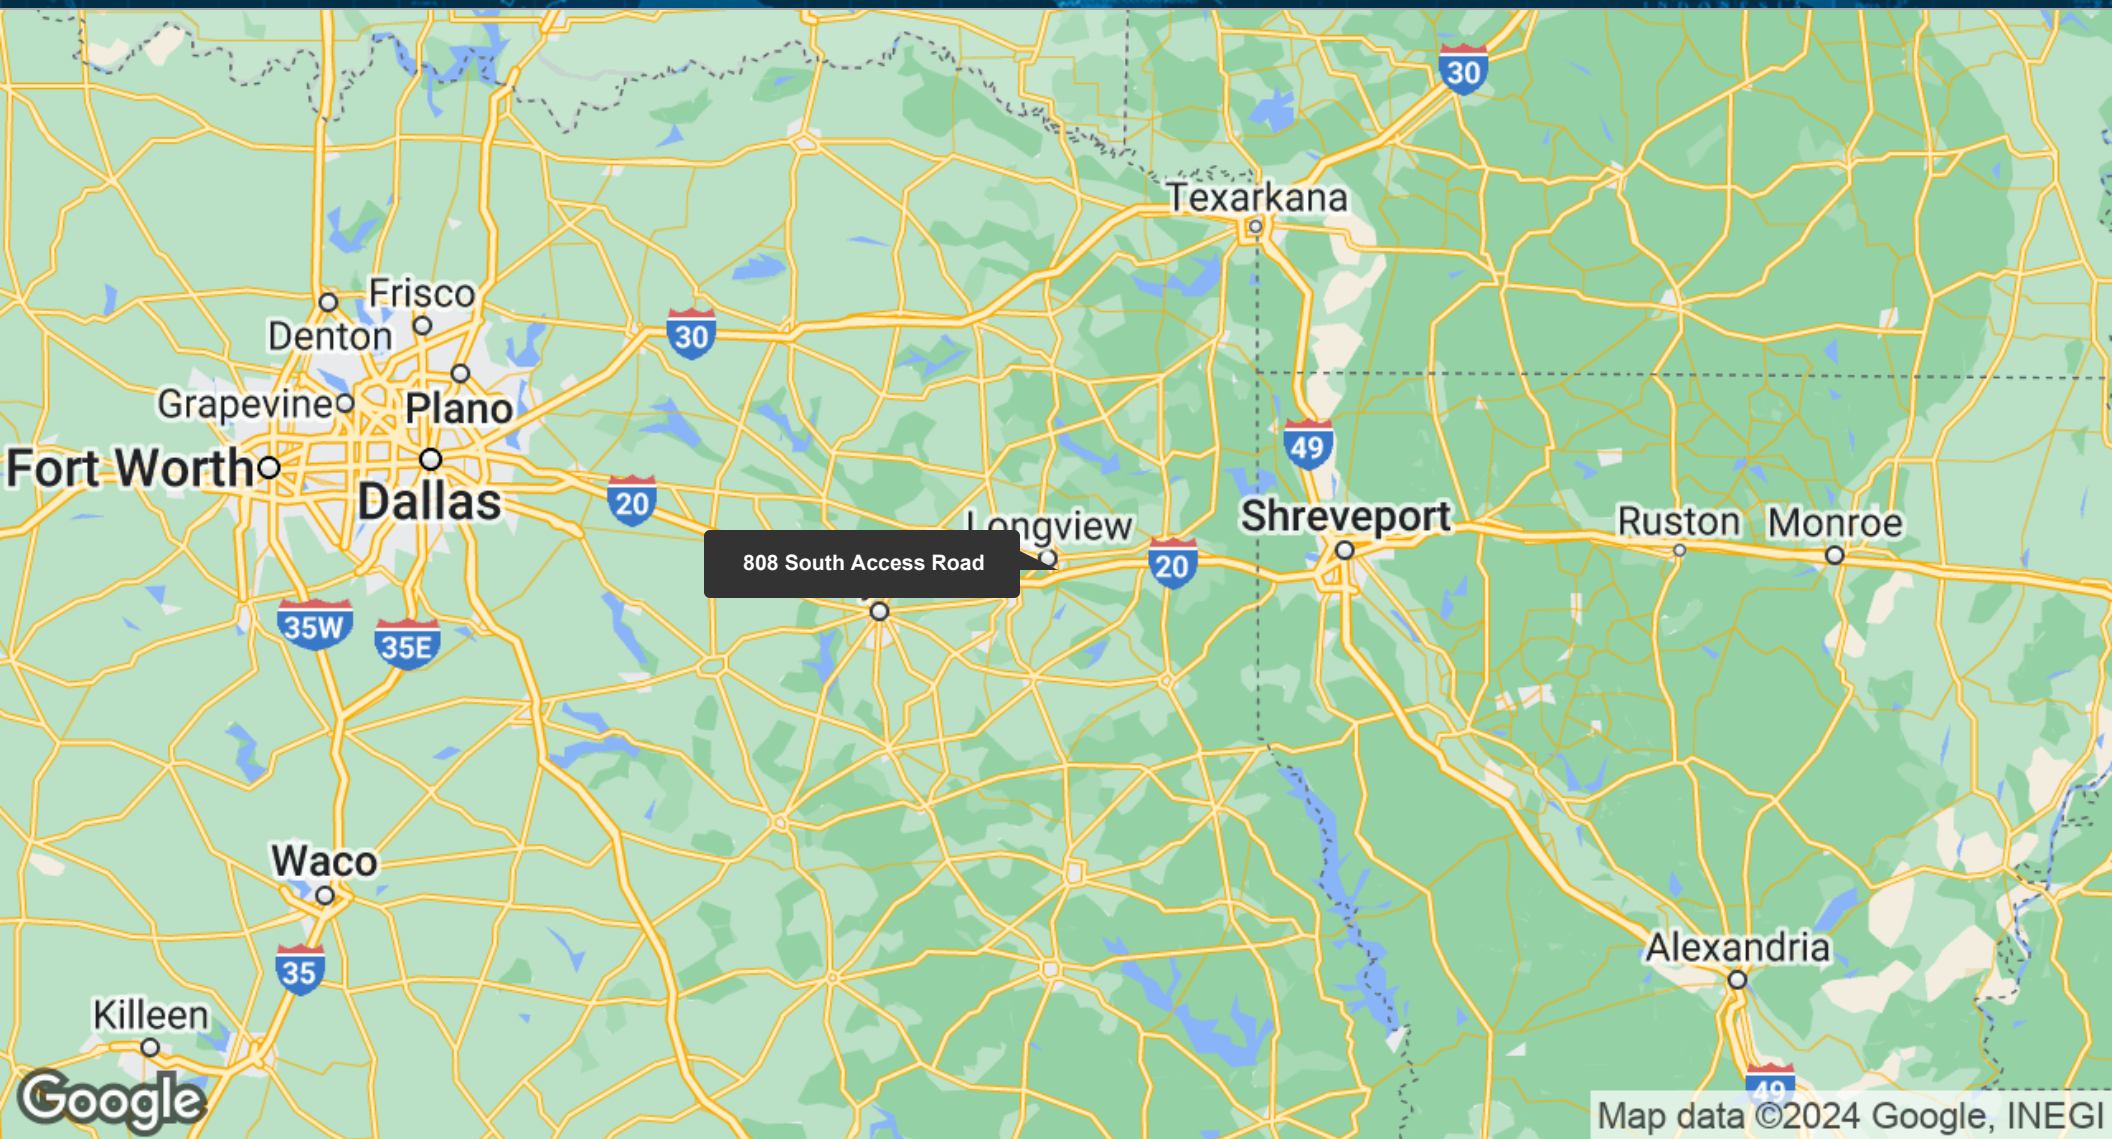 30
Texarkana
Frisco
Denton
30
Grapevine
Plano
49
Fort Worth
Dallas
20
Longview
Shreveport
Ruston
Monroe
808 South Access Road
20
35W
35E
Waco
Alexandria
35
Killeen
49
Google
Map data ©2024 Google, INEGI